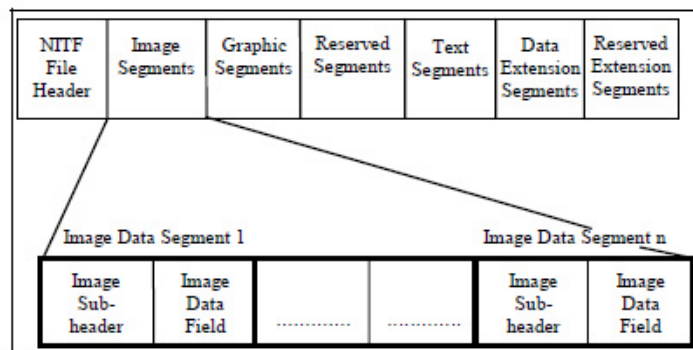 NITF
File
Header
Image
Segments
Graphic
Segments
Reserved
Segments
Text
Segments
Data
Extension
Segments
Reserved
Extension
Segments
Image Data Segment 1
Image Data Segment n
Image
Sub-
header
Image
Data
Field
.............
.............
Image
Sub-
header
Image
Data
Field